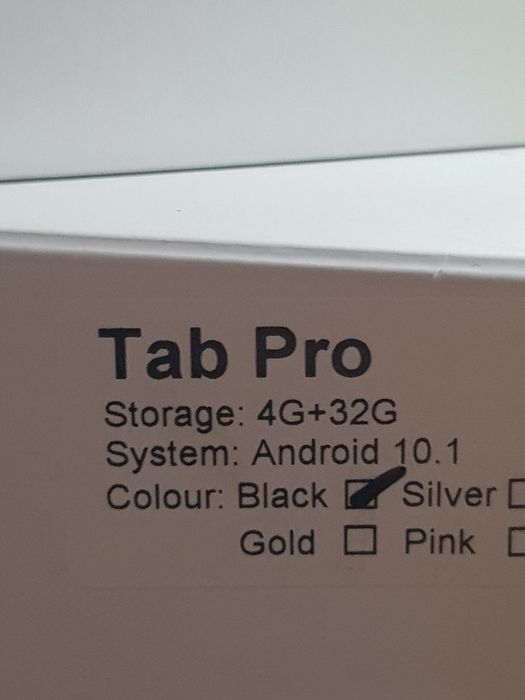 Tab Pro
Storage: 4G+32G
System: Android 10.1
Colour: Black Silver
Gold Pink